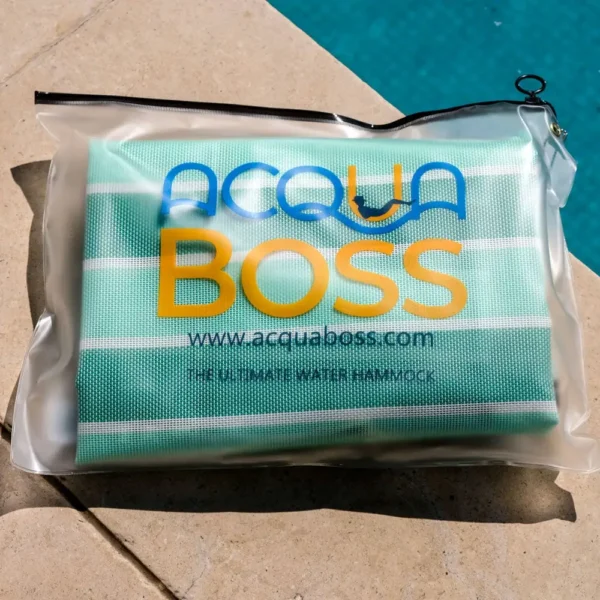 ACQUA
BOSS
www.acquaboss.com
THE ULTIMATE WATER HAMMOCK